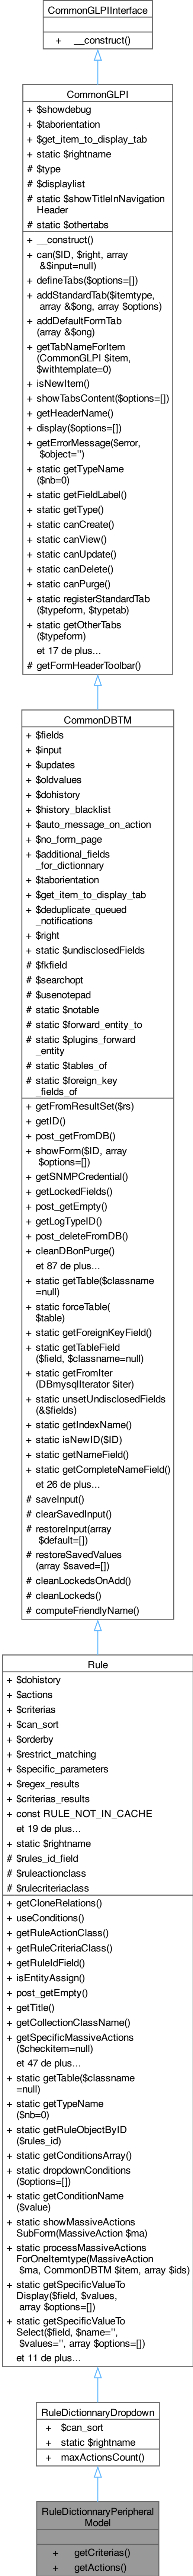 CommonGLPIInterface
+ __construct()
CommonGLPI
+ $showdebug
+ $taborientation
+ $get_item_to_display_tab
+ static $rightname
# $type
# $displaylist
# static $showTitleInNavigation
Header
# static $othertabs
+ __construct()
+ can($ID, $right, array
&$input=null)
+ defineTabs($options=[])
+ addStandardTab($itemtype,
array &$ong, array $options)
+ addDefaultFormTab
(array &$ong)
+ getTabNameForItem
(CommonGLPI $item,
$withtemplate=0)
+ isNewItem()
+ showTabsContent($options=[])
+ getHeaderName()
+ display($options=[])
+ getErrorMessage($error,
$object='')
+ static getTypeName
($nb=0)
+ static getFieldLabel()
+ static getType()
+ static canCreate()
+ static canView()
+ static canUpdate()
+ static canDelete()
+ static canPurge()
+ static registerStandardTab
($typeform, $typetab)
+ static getOtherTabs
($typeform)
et 17 de plus...
# getFormHeaderToolbar()
CommonDBTM
+ $fields
+ $input
+ $updates
+ $oldvalues
+ $dohistory
+ $history_blacklist
+ $auto_message_on_action
+ $no_form_page
+ $additional_fields
_for_dictionnary
+ $taborientation
+ $get_item_to_display_tab
+ $deduplicate_queued
_notifications
+ $right
+ static $undisclosedFields
# $fkfield
# $searchopt
# $usenotepad
# static $notable
# static $forward_entity_to
# static $plugins_forward
_entity
# static $tables_of
# static $foreign_key
_fields_of
+ getFromResultSet($rs)
+ getID()
+ post_getFromDB()
+ showForm($ID, array
$options=[])
+ getSNMPCredential()
+ getLockedFields()
+ post_getEmpty()
+ getLogTypeID()
+ post_deleteFromDB()
+ cleanDBonPurge()
et 87 de plus...
+ static getTable($classname
=null)
+ static forceTable(
$table)
+ static getForeignKeyField()
+ static getTableField
($field, $classname=null)
+ static getFromIter
(DBmysqlIterator $iter)
+ static unsetUndisclosedFields
(&$fields)
+ static getIndexName()
+ static isNewID($ID)
+ static getNameField()
+ static getCompleteNameField()
et 26 de plus...
# saveInput()
# clearSavedInput()
# restoreInput(array
$default=[])
# restoreSavedValues
(array $saved=[])
# cleanLockedsOnAdd()
# cleanLockeds()
# computeFriendlyName()
Rule
+ $dohistory
+ $actions
+ $criterias
+ $can_sort
+ $orderby
+ $restrict_matching
+ $specific_parameters
+ $regex_results
+ $criterias_results
+ const RULE_NOT_IN_CACHE
et 19 de plus...
+ static $rightname
# $rules_id_field
# $ruleactionclass
# $rulecriteriaclass
+ getCloneRelations()
+ useConditions()
+ getRuleActionClass()
+ getRuleCriteriaClass()
+ getRuleIdField()
+ isEntityAssign()
+ post_getEmpty()
+ getTitle()
+ getCollectionClassName()
+ getSpecificMassiveActions
($checkitem=null)
et 47 de plus...
+ static getTable($classname
=null)
+ static getTypeName
($nb=0)
+ static getRuleObjectByID
($rules_id)
+ static getConditionsArray()
+ static dropdownConditions
($options=[])
+ static getConditionName
($value)
+ static showMassiveActions
SubForm(MassiveAction $ma)
+ static processMassiveActions
ForOneItemtype(MassiveAction
$ma, CommonDBTM $item, array $ids)
+ static getSpecificValueTo
Display($field, $values,
array $options=[])
+ static getSpecificValueTo
Select($field, $name='',
$values='', array $options=[])
et 11 de plus...
RuleDictionnaryDropdown
+ $can_sort
+ static $rightname
+ maxActionsCount()
RuleDictionnaryPeripheral
Model
+ getCriterias()
+ getActions()